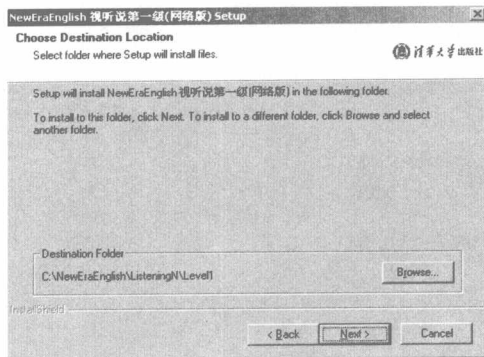 NewEraEnglish 视听说第一级(网络版) Setup
Choose Destination Location
Select folder where Setup will install files.
清华大学出版社
Setup will install NewEraEnglish 视听说第一级(网络版) in the following folder.
To install to this folder, click Next. To install to a different folder, click Browse and select
another folder.
Destination Folder
C:\NewEraEnglish\ListeningN\Level1
Browse...
InstallShield
< Back
Next >
Cancel